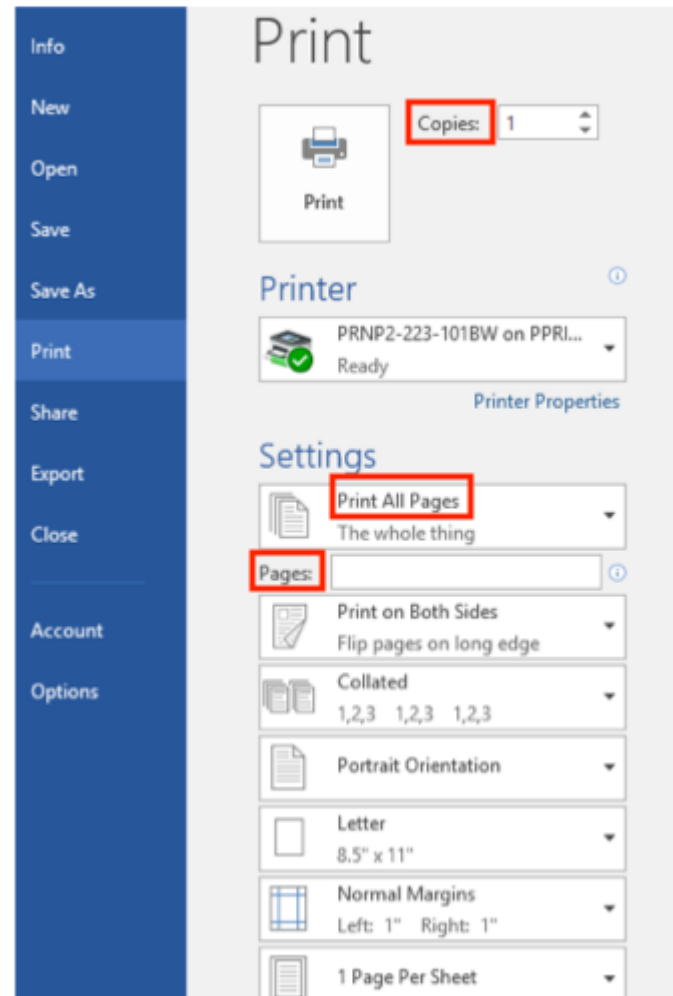 Info
New
Open
Save
Save As
Print
Share
Export
Close
Account
Options
Print
Copies: 1
Print
Printer
PRNP2-223-101BW on PPRI...
Ready
Printer Properties
Settings
Print All Pages
The whole thing
Pages:
Print on Both Sides
Flip pages on long edge
Collated
1,2,3 1,2,3 1,2,3
Portrait Orientation
Letter
8.5" x 11"
Normal Margins
Left: 1" Right: 1"
1 Page Per Sheet